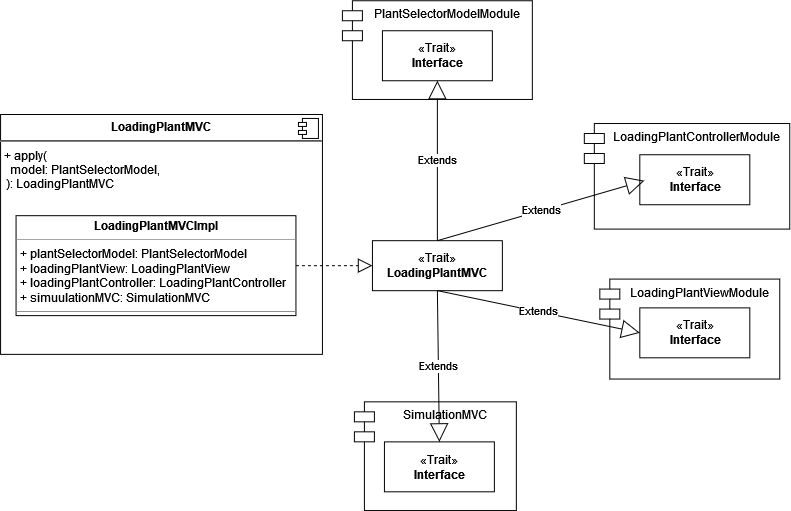 PlantSelectorModelModule
«Trait»
Interface
Extends
LoadingPlantMVC
+ apply(
model: PlantSelectorModel,
): LoadingPlantMVC
LoadingPlantMVCImpl
+ plantSelectorModel: PlantSelectorModel
+ loadingPlantView: LoadingPlantView
+ loadingPlantController: LoadingPlantController
+ simuulationMVC: SimulationMVC
«Trait»
LoadingPlantMVC
Extends
LoadingPlantControllerModule
«Trait»
Interface
Extends
LoadingPlantViewModule
«Trait»
Interface
Extends
SimulationMVC
«Trait»
Interface